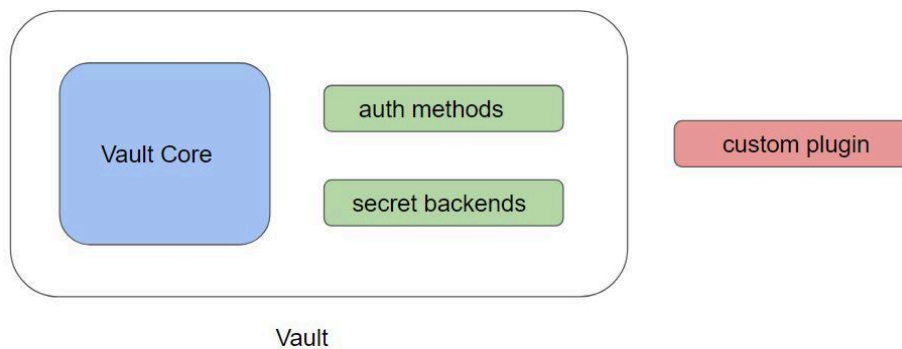 auth methods
custom plugin
Vault Core
secret backends
Vault